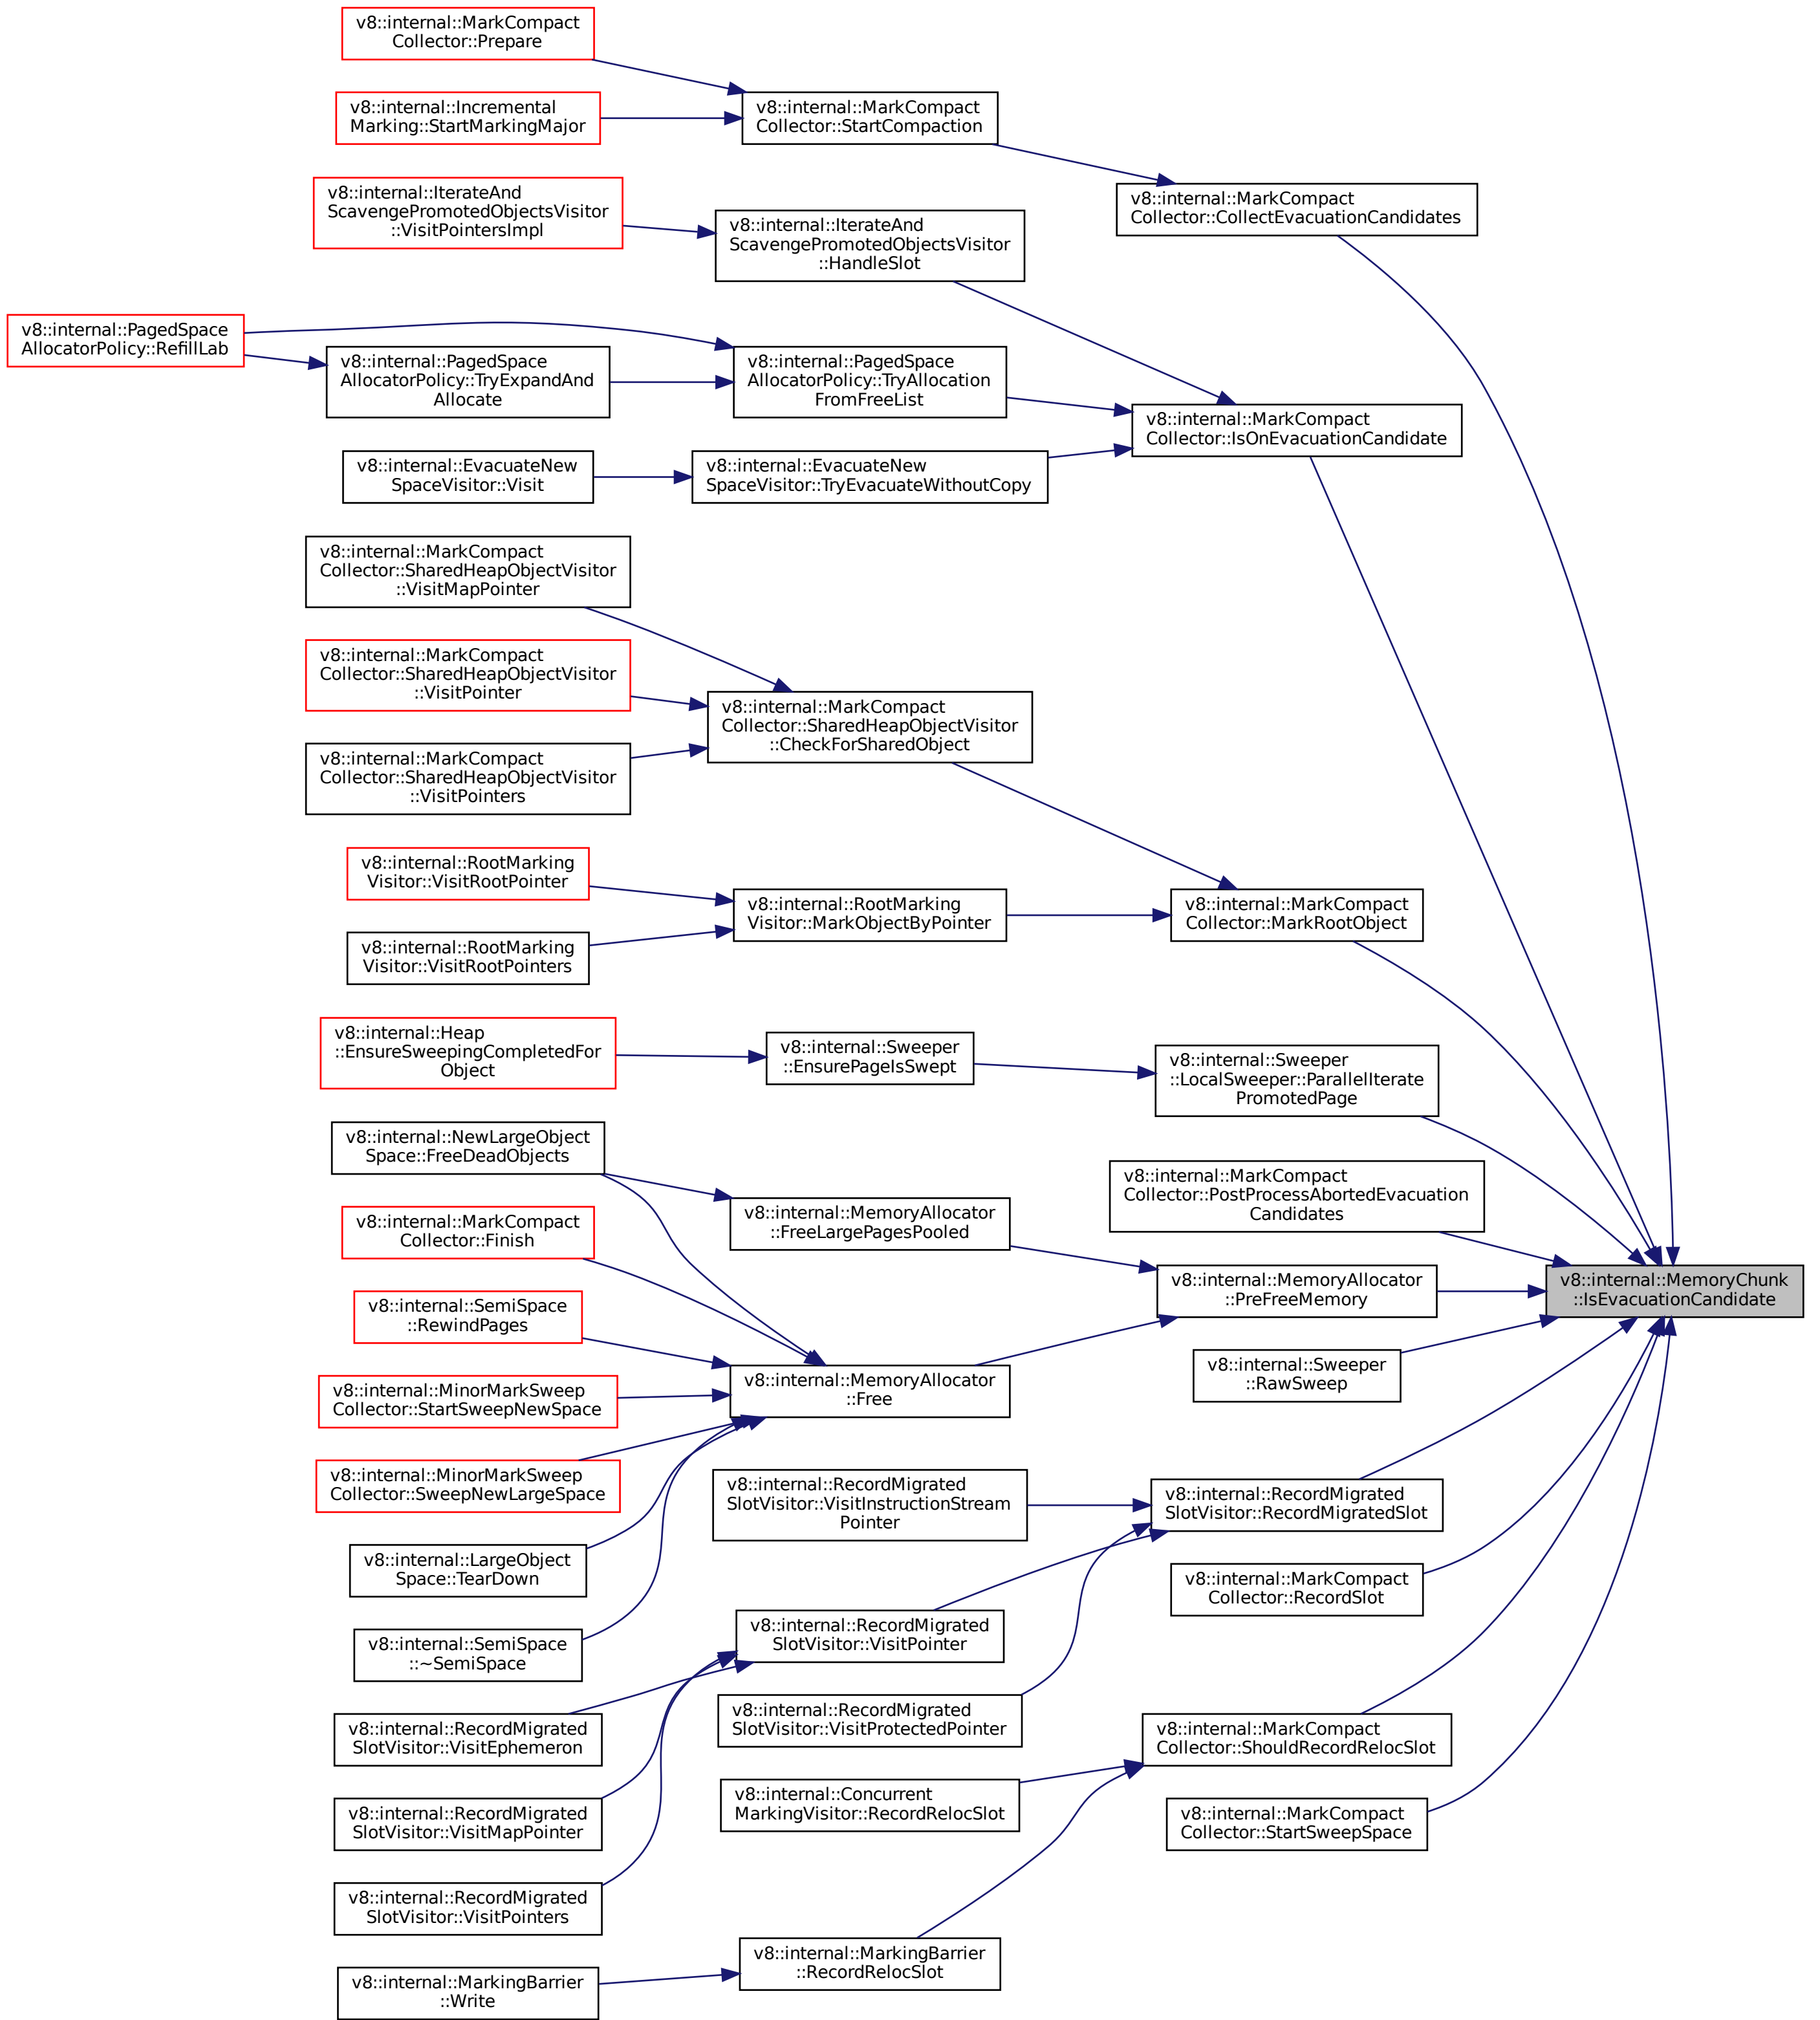 v8::internal::MarkCompact
Collector::Prepare
v8::internal::Incremental
Marking::StartMarkingMajor
v8::internal::MarkCompact
Collector::StartCompaction
v8::internal::IterateAnd
ScavengePromotedObjectsVisitor
::VisitPointersImpl
v8::internal::MarkCompact
Collector::CollectEvacuationCandidates
v8::internal::IterateAnd
ScavengePromotedObjectsVisitor
::HandleSlot
v8::internal::PagedSpace
AllocatorPolicy::RefillLab
v8::internal::PagedSpace
AllocatorPolicy::TryExpandAnd
Allocate
v8::internal::PagedSpace
AllocatorPolicy::TryAllocation
FromFreeList
v8::internal::MarkCompact
Collector::IsOnEvacuationCandidate
v8::internal::EvacuateNew
SpaceVisitor::Visit
v8::internal::EvacuateNew
SpaceVisitor::TryEvacuateWithoutCopy
v8::internal::MarkCompact
Collector::SharedHeapObjectVisitor
::VisitMapPointer
v8::internal::MarkCompact
Collector::SharedHeapObjectVisitor
::VisitPointer
v8::internal::MarkCompact
Collector::SharedHeapObjectVisitor
::CheckForSharedObject
v8::internal::MarkCompact
Collector::SharedHeapObjectVisitor
::VisitPointers
v8::internal::RootMarking
Visitor::VisitRootPointer
v8::internal::RootMarking
Visitor::MarkObjectByPointer
v8::internal::MarkCompact
Collector::MarkRootObject
v8::internal::RootMarking
Visitor::VisitRootPointers
v8::internal::Heap
::EnsureSweepingCompletedFor
Object
v8::internal::Sweeper
::EnsurePageIsSwept
v8::internal::Sweeper
::LocalSweeper::ParallelIterate
PromotedPage
v8::internal::NewLargeObject
Space::FreeDeadObjects
v8::internal::MarkCompact
Collector::PostProcessAbortedEvacuation
Candidates
v8::internal::MemoryAllocator
::FreeLargePagesPooled
v8::internal::MarkCompact
Collector::Finish
v8::internal::MemoryAllocator
::PreFreeMemory
v8::internal::MemoryChunk
::IsEvacuationCandidate
v8::internal::SemiSpace
::RewindPages
v8::internal::Sweeper
::RawSweep
v8::internal::MemoryAllocator
::Free
v8::internal::MinorMarkSweep
Collector::StartSweepNewSpace
v8::internal::MinorMarkSweep
Collector::SweepNewLargeSpace
v8::internal::RecordMigrated
SlotVisitor::VisitInstructionStream
Pointer
v8::internal::RecordMigrated
SlotVisitor::RecordMigratedSlot
v8::internal::LargeObject
Space::TearDown
v8::internal::MarkCompact
Collector::RecordSlot
v8::internal::SemiSpace
::~SemiSpace
v8::internal::RecordMigrated
SlotVisitor::VisitPointer
v8::internal::RecordMigrated
SlotVisitor::VisitEphemeron
v8::internal::RecordMigrated
SlotVisitor::VisitProtectedPointer
v8::internal::MarkCompact
Collector::ShouldRecordRelocSlot
v8::internal::RecordMigrated
SlotVisitor::VisitMapPointer
v8::internal::Concurrent
MarkingVisitor::RecordRelocSlot
v8::internal::MarkCompact
Collector::StartSweepSpace
v8::internal::RecordMigrated
SlotVisitor::VisitPointers
v8::internal::MarkingBarrier
::RecordRelocSlot
v8::internal::MarkingBarrier
::Write